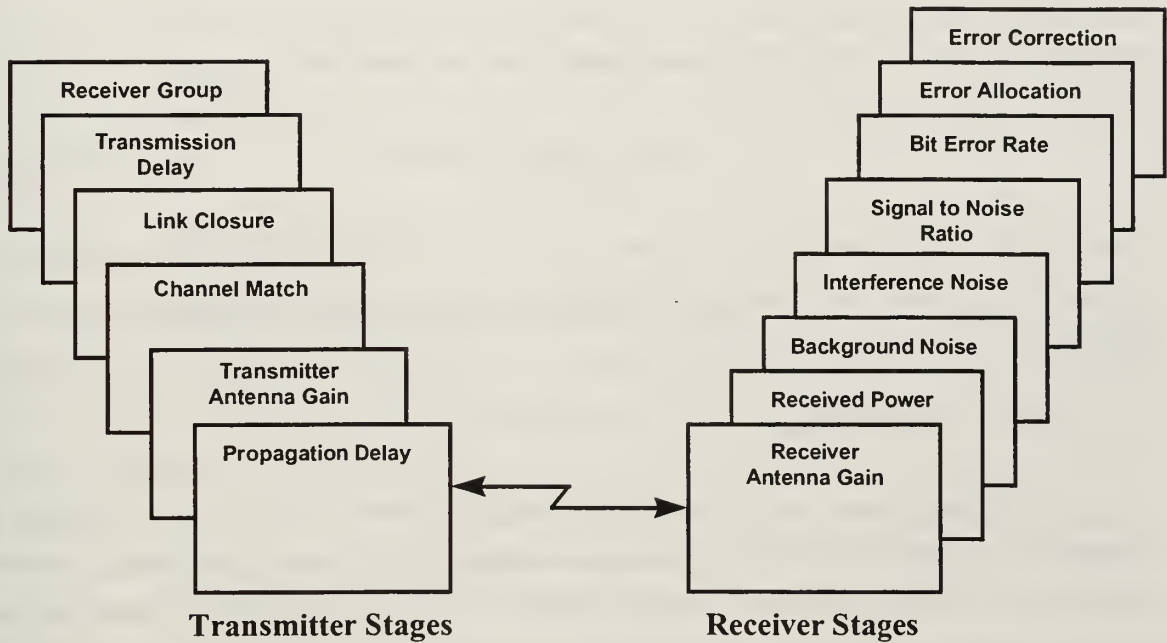 Receiver Group
Transmission
Delay
Link Closure
Channel Match
Transmitter
Antenna Gain
Propagation Delay
Transmitter Stages
Error Correction
Error Allocation
Bit Error Rate
Signal to Noise
Ratio
Interference Noise
Background Noise
Received Power
Receiver
Antenna Gain
Receiver Stages